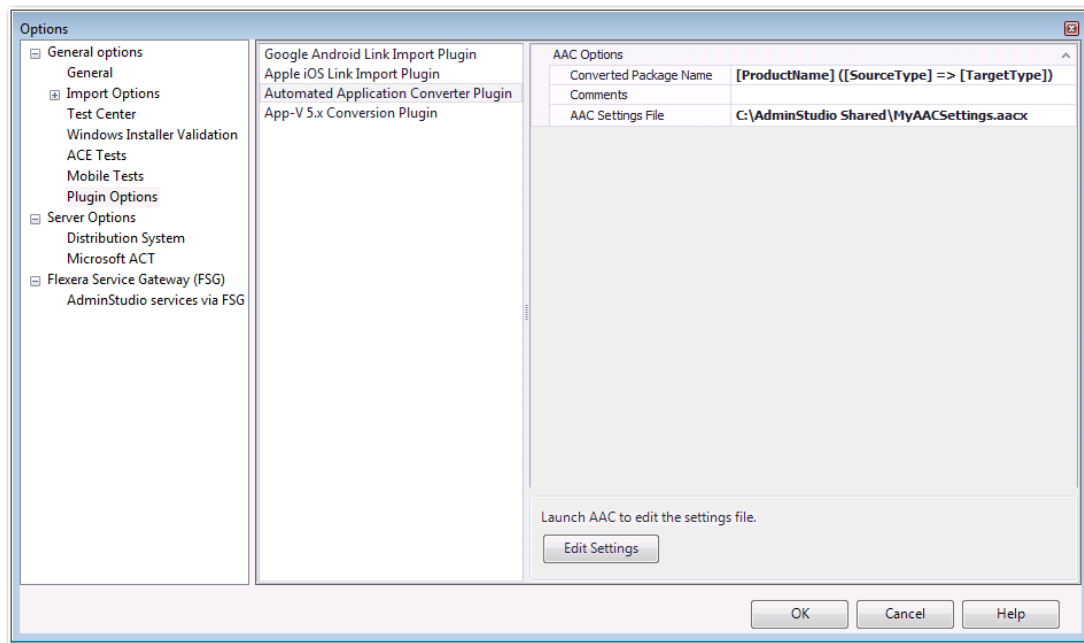 Options
General options
General
Import Options
Test Center
Windows Installer Validation
ACE Tests
Mobile Tests
Plugin Options
Server Options
Distribution System
Microsoft ACT
Flexera Service Gateway (FSG)
AdminStudio services via FSG
Google Android Link Import Plugin
Apple iOS Link Import Plugin
Automated Application Converter Plugin
App-V 5.x Conversion Plugin
AAC Options
Converted Package Name [ProductName] ([SourceType] => [TargetType])
Comments
AAC Settings File C:\AdminStudio Shared\MyAACSettings.aacx
Launch AAC to edit the settings file.
Edit Settings
OK Cancel Help